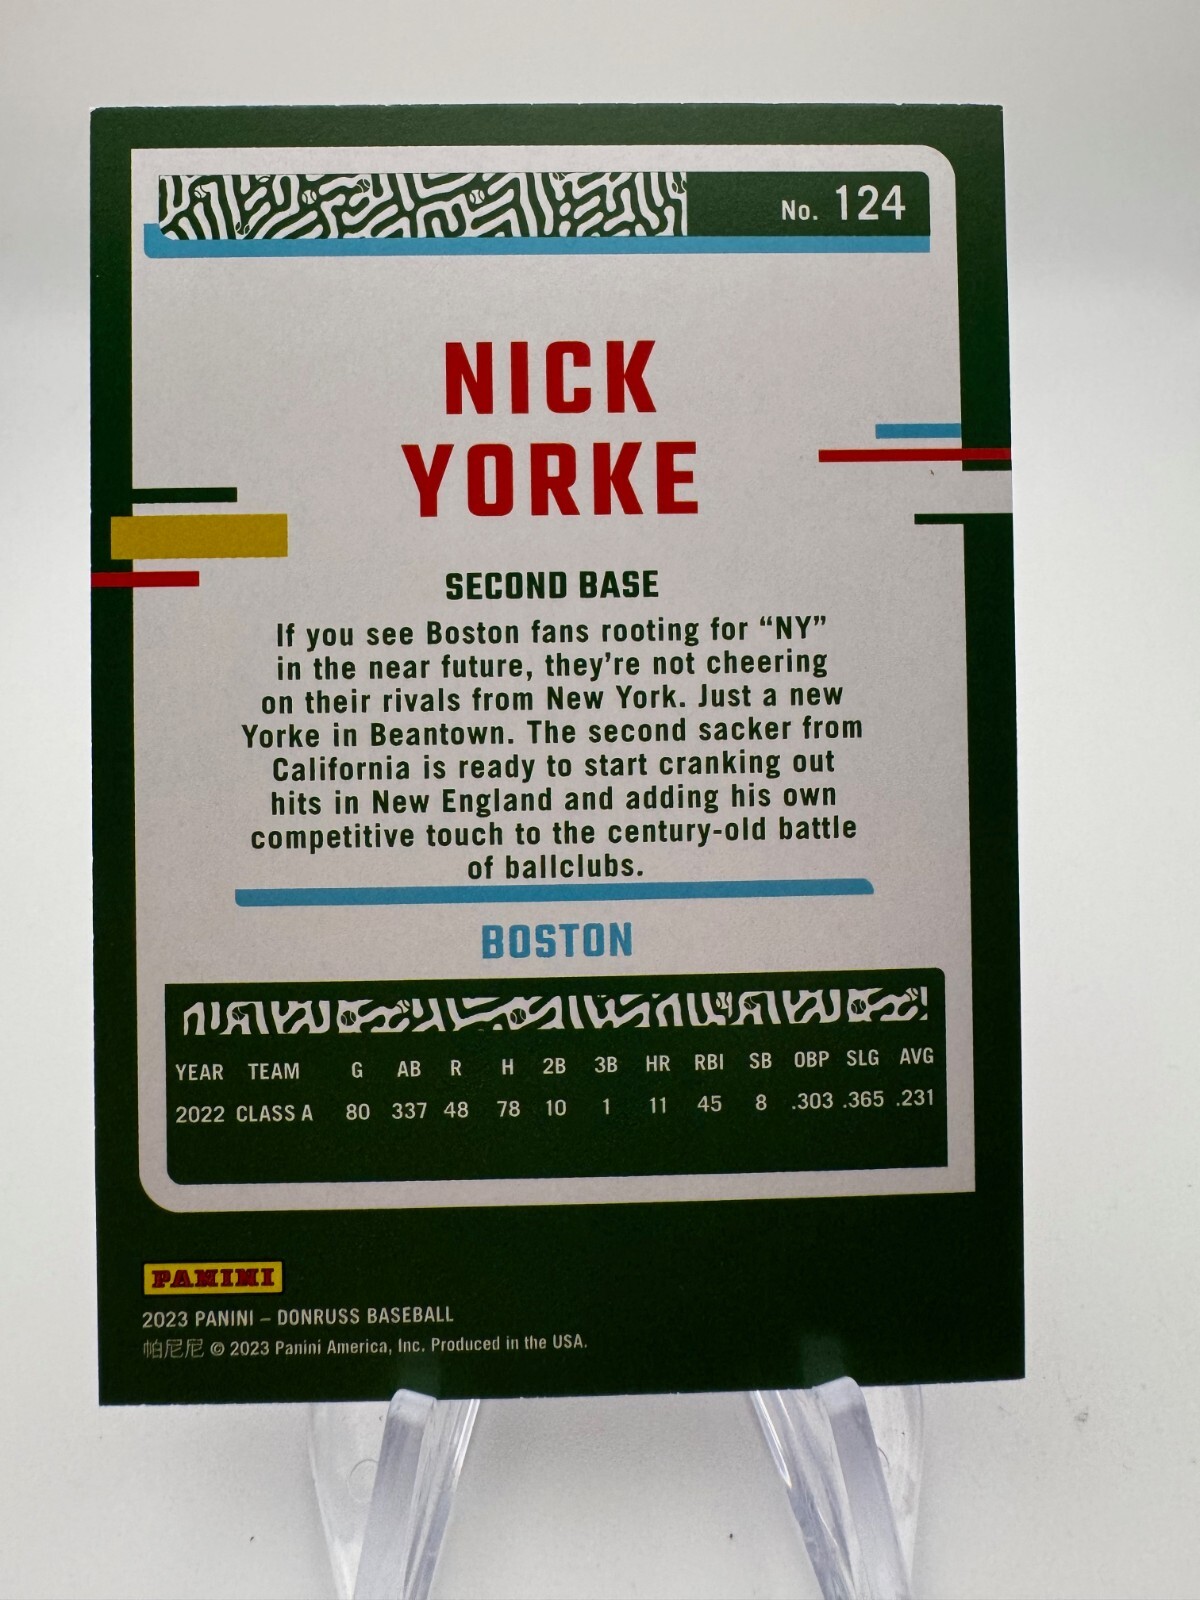 No. 124
NICK
YORKE
SECOND BASE
If you see Boston fans rooting for “NY”
in the near future, they’re not cheering
on their rivals from New York. Just a new
Yorke in Beantown. The second sacker from
California is ready to start cranking out
hits in New England and adding his own
competitive touch to the century-old battle
of ballclubs.
BOSTON
YEAR TEAM G AB R H 2B 3B HR RBI SB OBP SLG AVG
2022 CLASS A 80 337 48 78 10 1 11 45 8 .303 .365 .231
PANINI
2023 PANINI – DONRUSS BASEBALL
帕尼尼 © 2023 Panini America, Inc. Produced in the USA.